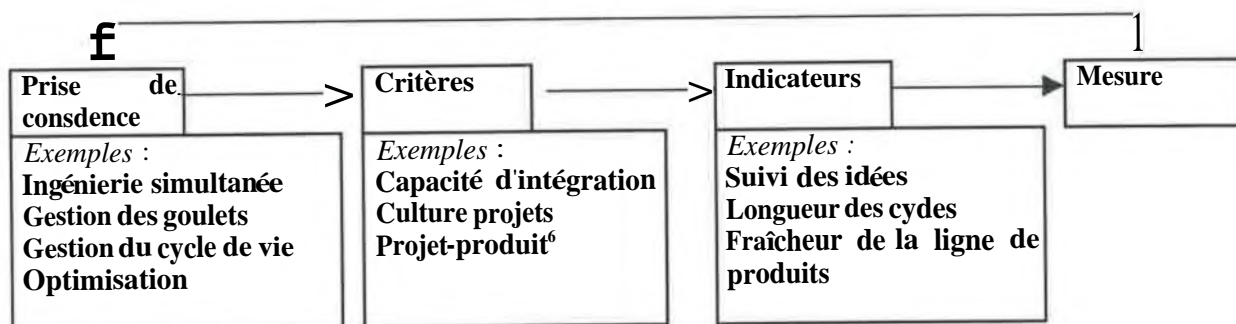 f l
Prise de
consdence
Exemples :
Ingénierie simultanée
Gestion des goulets
Gestion du cycle de vie
Optimisation
>
Critères
Exemples :
Capacité d'intégration
Culture projets
Projet-produit⁶
>
Indicateurs
Exemples :
Suivi des idées
Longueur des cydes
Fraîcheur de la ligne de
produits
Mesure